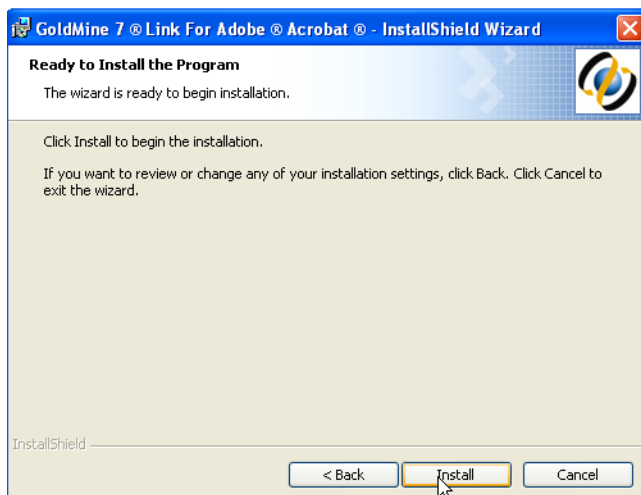 GoldMine 7 ® Link For Adobe ® Acrobat ® - InstallShield Wizard
Ready to Install the Program
The wizard is ready to begin installation.
Click Install to begin the installation.
If you want to review or change any of your installation settings, click Back. Click Cancel to
exit the wizard.
InstallShield
< Back
Install
Cancel